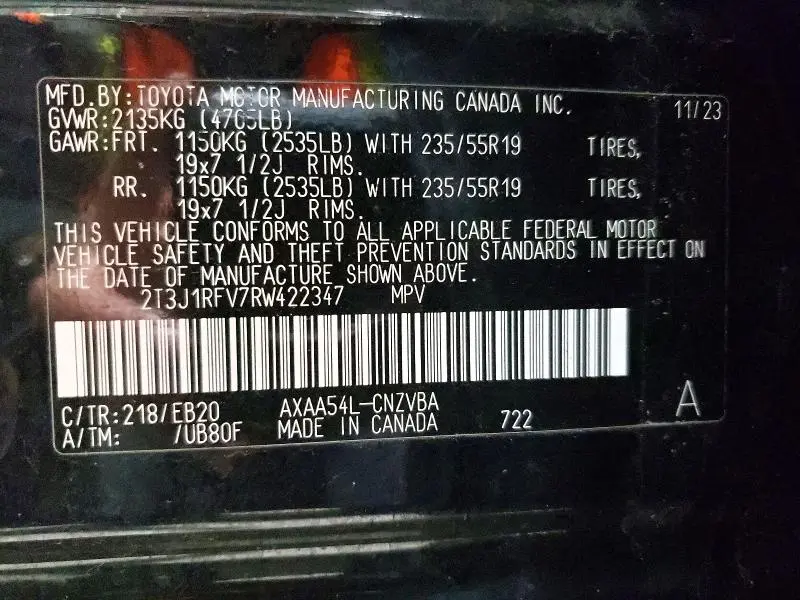 MFD.BY:TOYOTA MOTOR MANUFACTURING CANADA INC. 11/23
GVWR:2135KG (4705LB)
GAWR:FRT. 1150KG (2535LB) WITH 235/55R19 TIRES,
19x7 1/2J RIMS.
RR. 1150KG (2535LB) WITH 235/55R19 TIRES,
19x7 1/2J RIMS.
THIS VEHICLE CONFORMS TO ALL APPLICABLE FEDERAL MOTOR
VEHICLE SAFETY AND THEFT PREVENTION STANDARDS IN EFFECT ON
THE DATE OF MANUFACTURE SHOWN ABOVE.
2T3J1RFV7RW422347 MPV
C/TR:218/EB20 AXAA54L-CNZVBA A
A/TM: /UB80F MADE IN CANADA 722